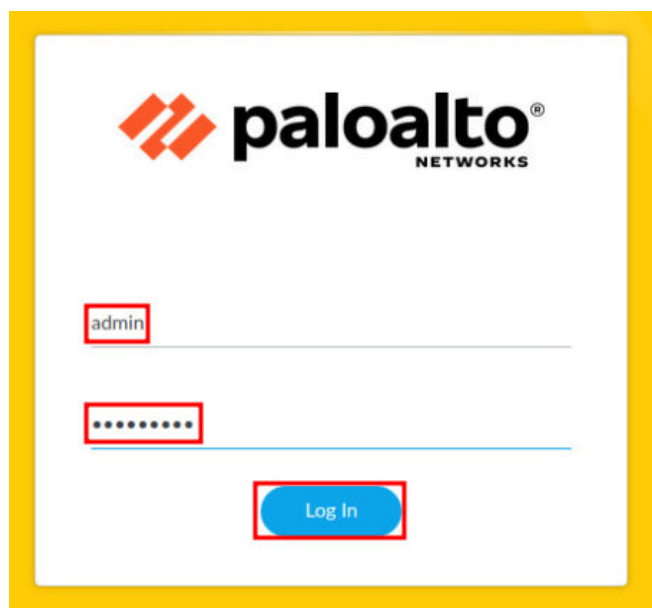 paloalto®
NETWORKS
admin
•••••••••
Log In